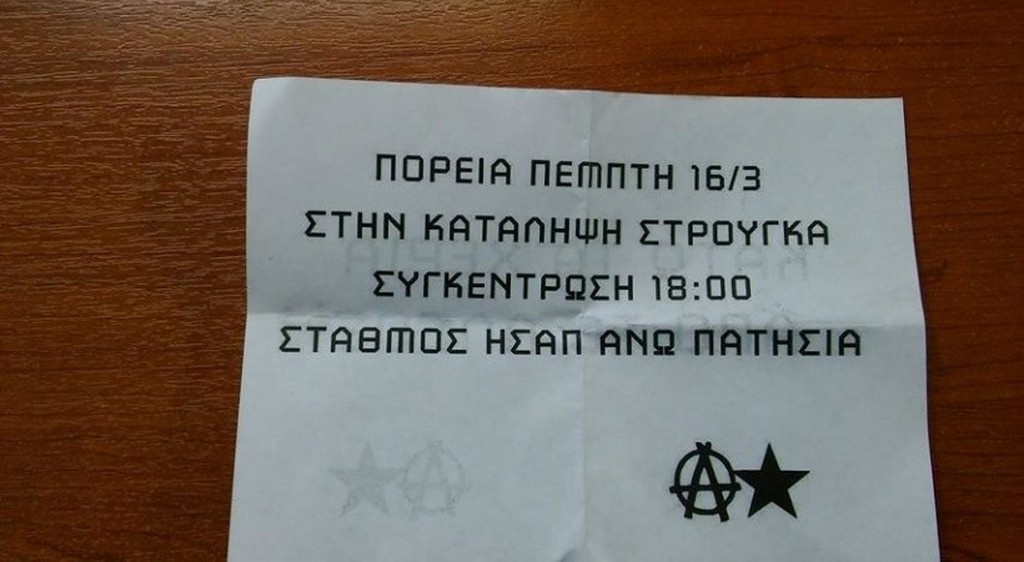 ΠΟΡΕΙΑ ΠΕΜΠΤΗ 16/3
ΣΤΗΝ ΚΑΤΑΛΗΨΗ ΣΤΡΟΥΓΚΑ
ΣΥΓΚΕΝΤΡΩΣΗ 18:00
ΣΤΑΘΜΟΣ ΗΣΑΠ ΑΝΩ ΠΑΤΗΣΙΑ